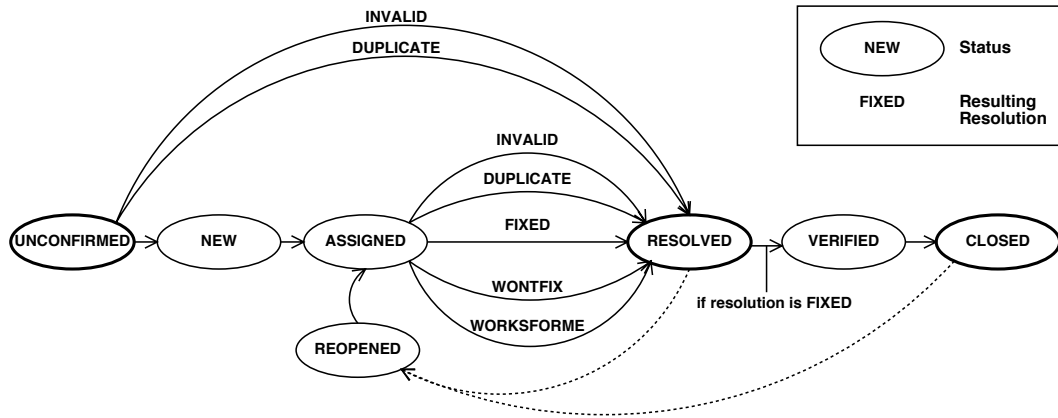 INVALID
DUPLICATE
NEW
Status
FIXED
Resulting
Resolution
INVALID
DUPLICATE
FIXED
UNCONFIRMED
NEW
ASSIGNED
RESOLVED
VERIFIED
CLOSED
WONTFIX
if resolution is FIXED
WORKSFORME
REOPENED